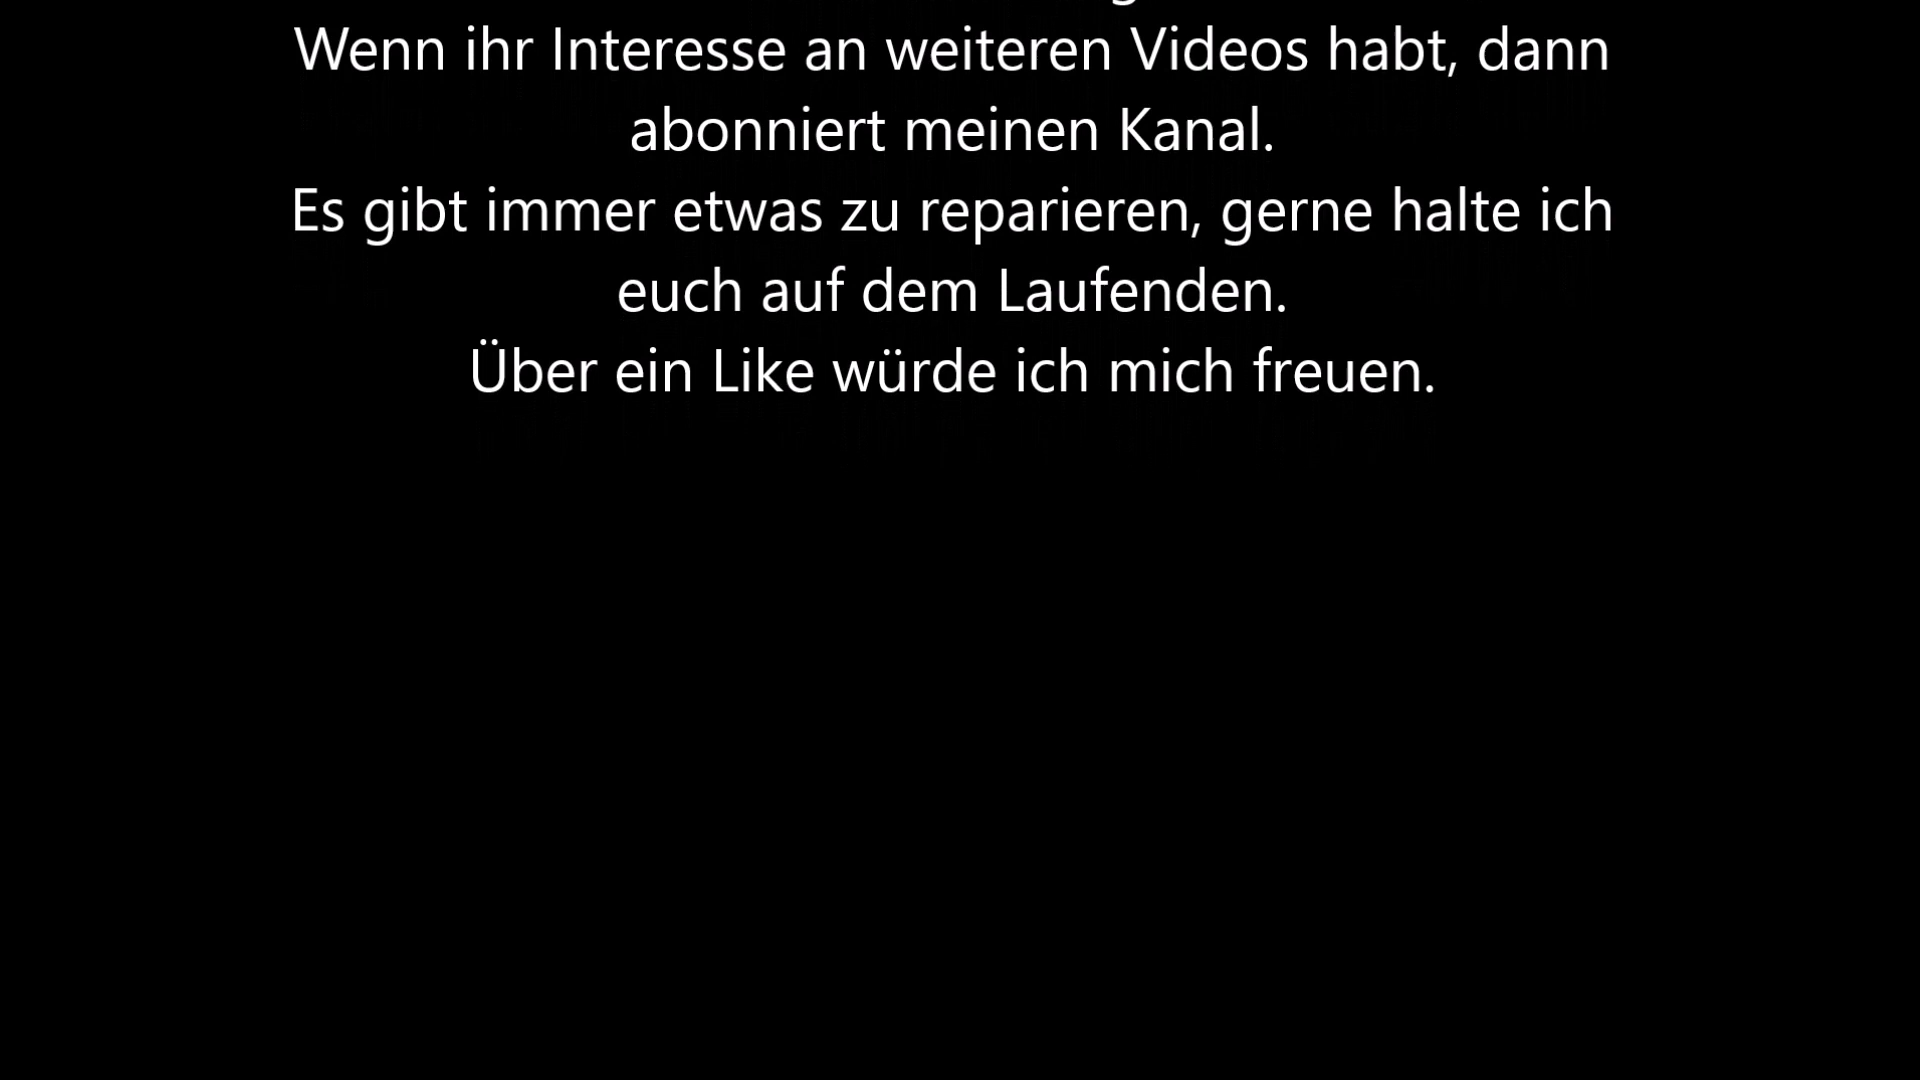 Wenn ihr Interesse an weiteren Videos habt, dann
abonniert meinen Kanal.
Es gibt immer etwas zu reparieren, gerne halte ich
euch auf dem Laufenden.
Über ein Like würde ich mich freuen.